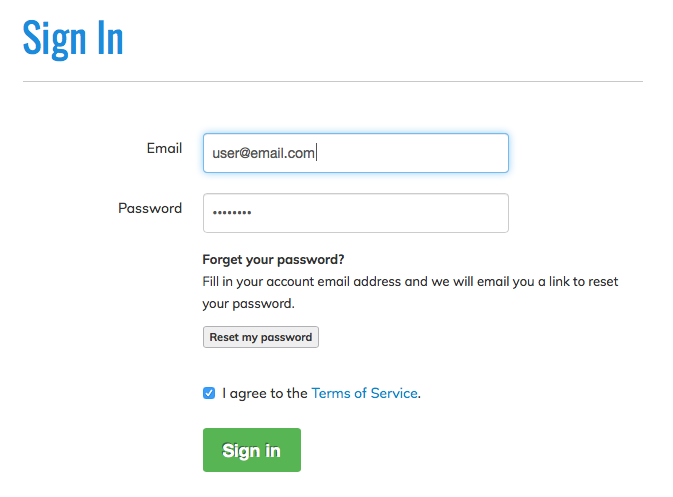 Sign In
Email
user@email.com
Password
••••••••
Forget your password?
Fill in your account email address and we will email you a link to reset
your password.
Reset my password
I agree to the Terms of Service.
Sign in